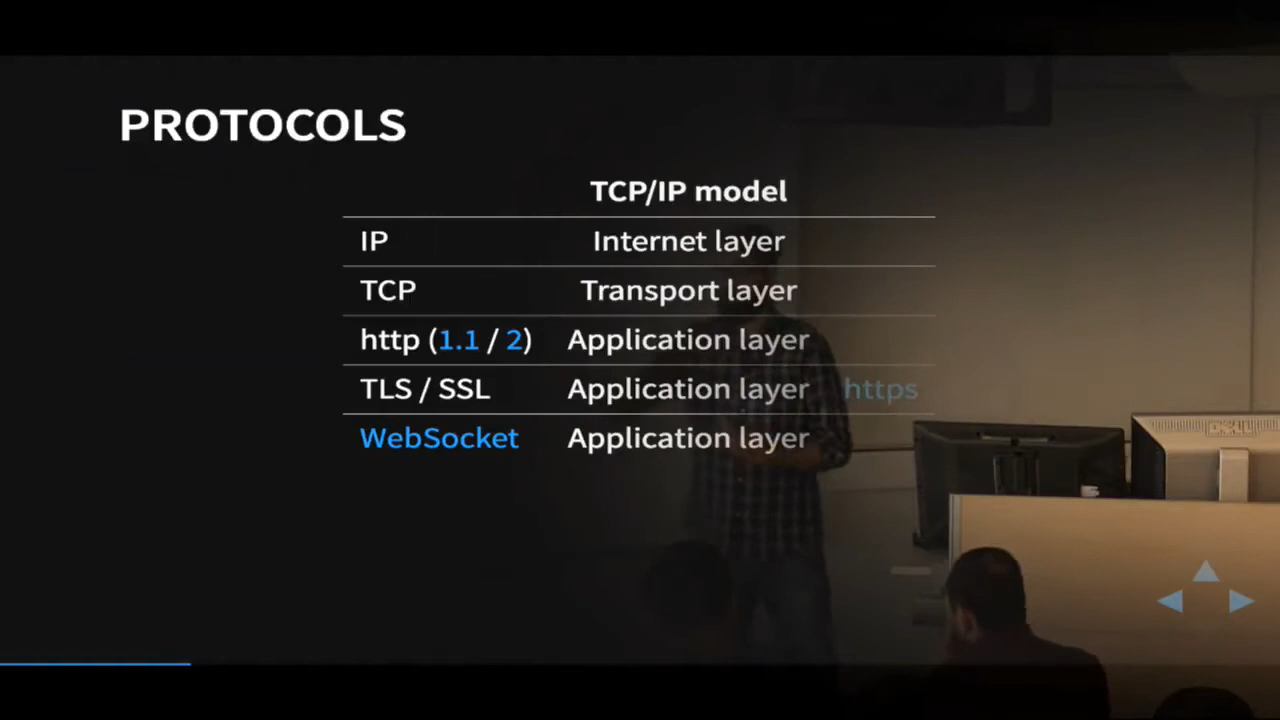 PROTOCOLS
TCP/IP model
IP Internet layer
TCP Transport layer
http (1.1 / 2) Application layer
TLS / SSL Application layer https
WebSocket Application layer
DELL